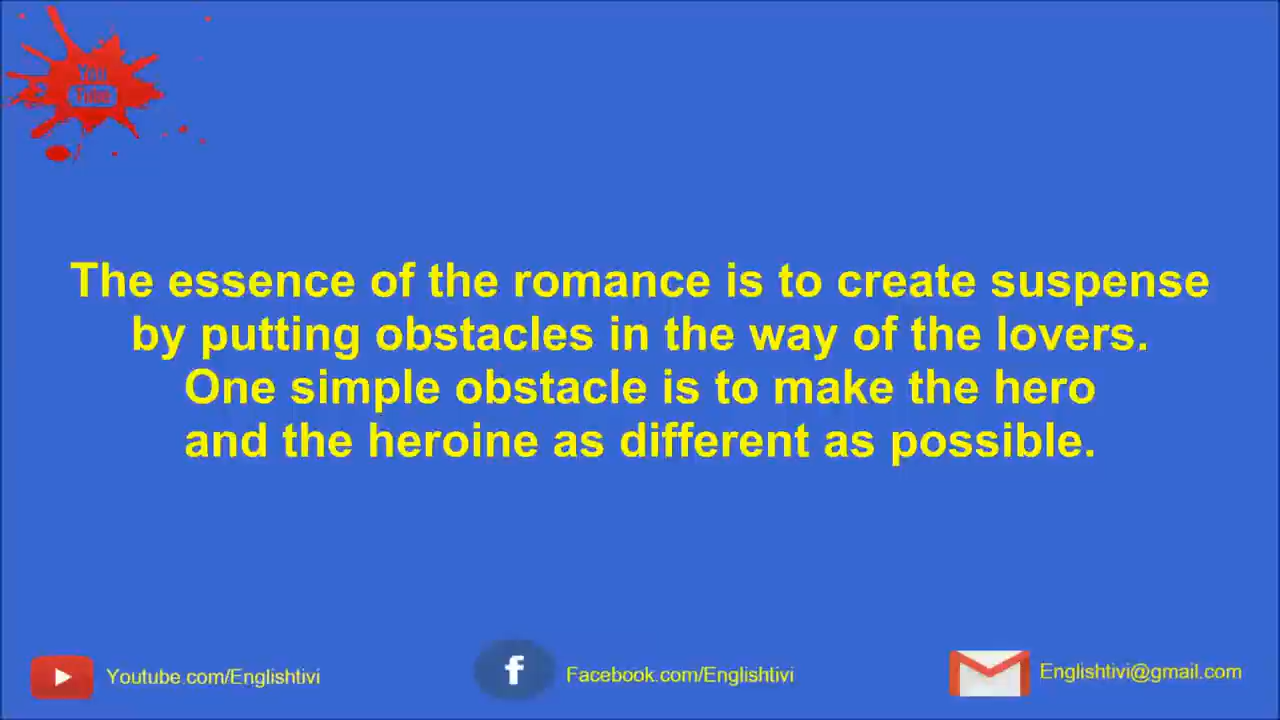 You
Tube
The essence of the romance is to create suspense
by putting obstacles in the way of the lovers.
One simple obstacle is to make the hero
and the heroine as different as possible.
Youtube.com/Englishtivi
Facebook.com/Englishtivi
Englishtivi@gmail.com